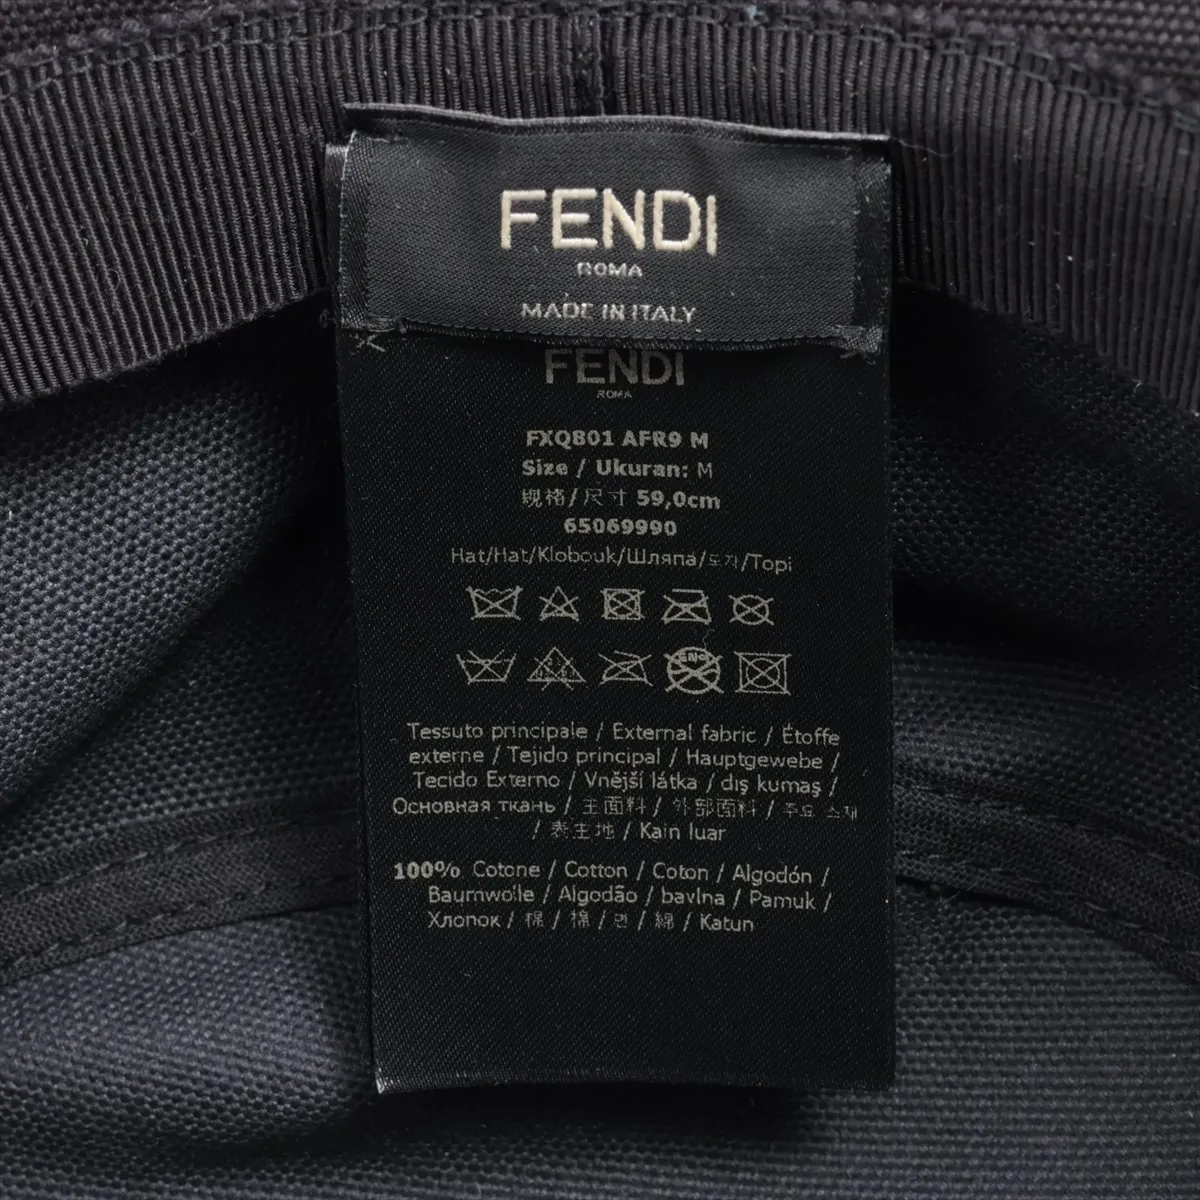 FENDI
ROMA
MADE IN ITALY
FENDI
ROMA
FXQ801 AFR9 M
Size / Ukuran: M
规格/尺寸 59,0cm
65069990
Hat/Hat/Klobouk/Шляпа/모자/Topi
Tessuto principale / External fabric / Étoffe
externe / Tejido principal / Hauptgewebe /
Tecido Externo / Vnější látka / dış kumaş /
Основная ткань / 主面料 / 外部面料 / 주요 소재
/ 表生地 / Kain luar
100% Cotone / Cotton / Coton / Algodón /
Baumwolle / Algodão / bavlna / Pamuk /
Хлопок / 棉 / 棉 / 면 / 綿 / Katun